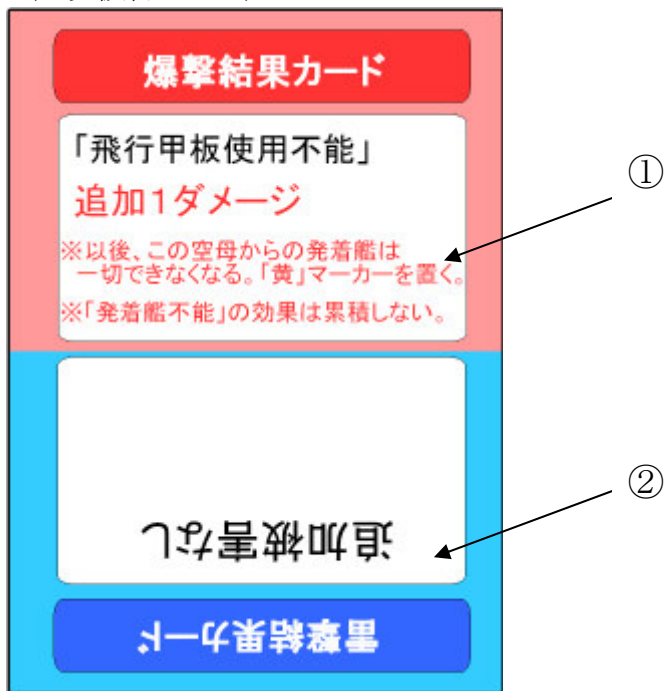 爆撃結果カード
「飛行甲板使用不能」
追加1ダメージ
※以後、この空母からの発着艦は
一切できなくなる。「黄」マーカーを置く。
※「発着艦不能」の効果は累積しない。
①
雷撃結果カード
追加被害なし
②